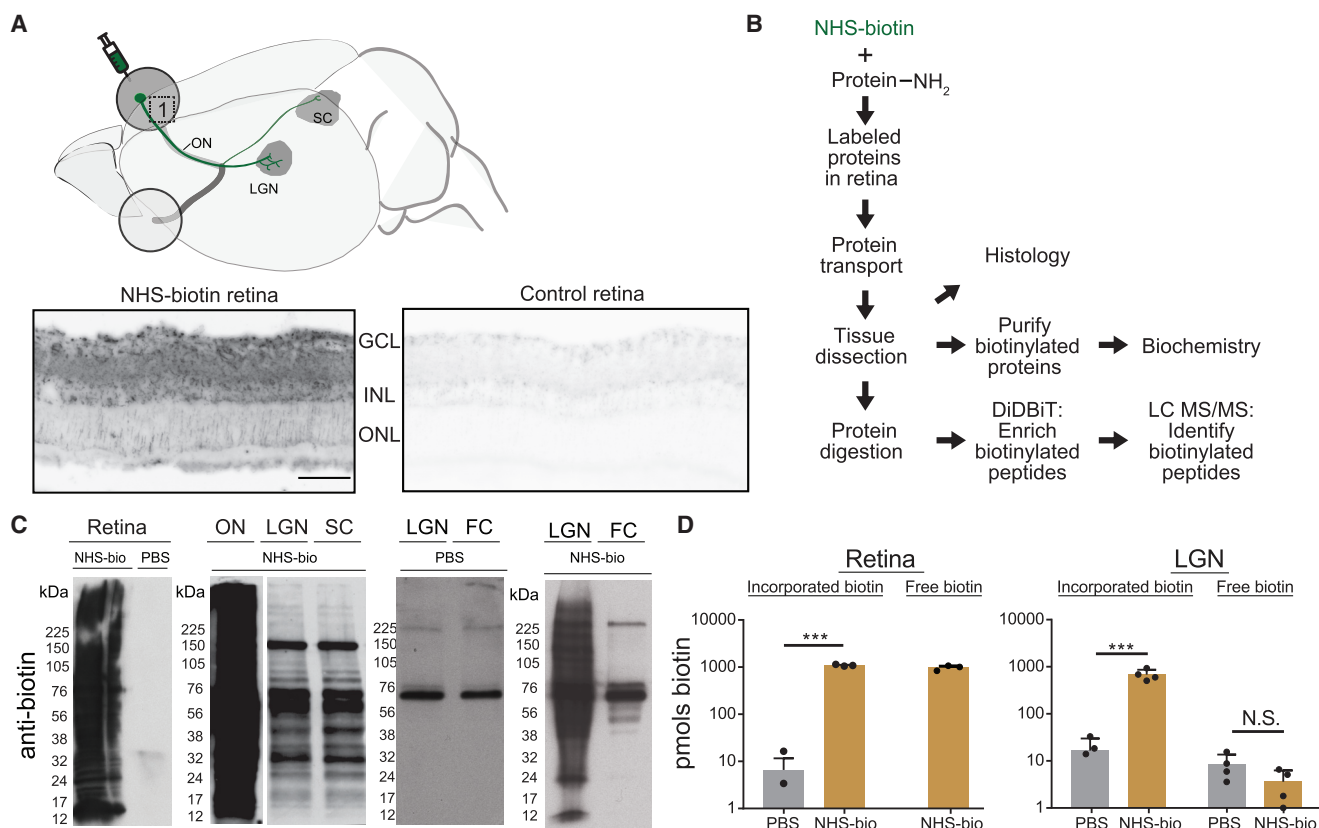 A
1
ON
SC
LGN
NHS-biotin retina
Control retina
GCL
INL
ONL
B
NHS-biotin
+
Protein–NH2
Labeled
proteins
in retina
Protein
transport
Histology
Tissue
dissection
Purify
biotinylated
proteins
Biochemistry
Protein
digestion
DiDBiT:
Enrich
biotinylated
peptides
LC MS/MS:
Identify
biotinylated
peptides
C
anti-biotin
Retina
NHS-bio PBS
kDa
225
150
105
76
56
38
32
24
17
12
ON LGN SC
NHS-bio
kDa
225
150
105
76
56
38
32
24
17
12
LGN FC
PBS
225
150
105
76
56
38
32
24
17
12
LGN FC
NHS-bio
kDa
225
150
105
76
56
38
32
24
17
12
D
pmols biotin
Retina
Incorporated biotin Free biotin
10000
1000
100
10
1
***
PBS NHS-bio NHS-bio
LGN
Incorporated biotin Free biotin
10000
1000
100
10
1
***
N.S.
PBS NHS-bio PBS NHS-bio